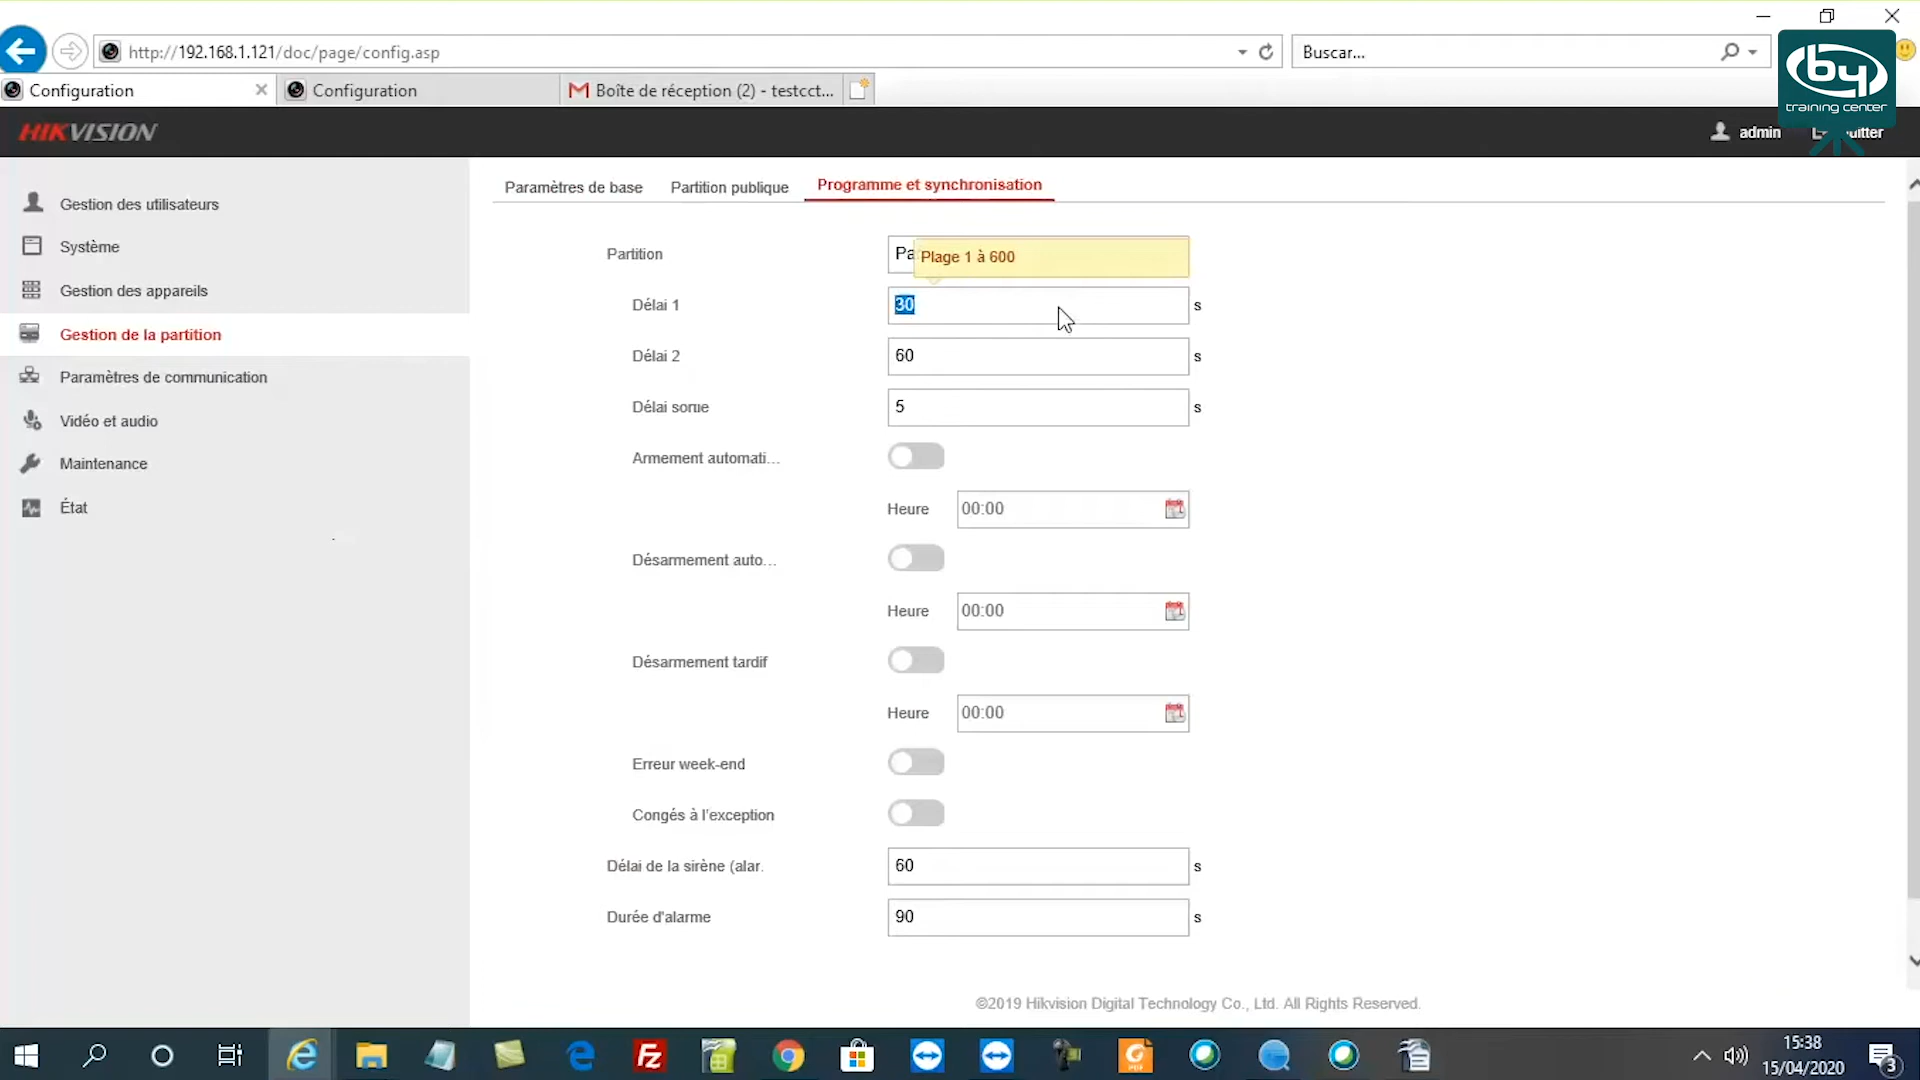 http://192.168.1.121/doc/page/config.asp
Buscar...
Configuration
Configuration
Boîte de réception (2) - testcct...
by
training center
HIKVISION
admin
Gestion des utilisateurs
Système
Gestion des appareils
Gestion de la partition
Paramètres de communication
Vidéo et audio
Maintenance
État
Paramètres de base
Partition publique
Programme et synchronisation
Partition
Pa
Plage 1 à 600
Délai 1
30
s
Délai 2
60
s
Délai sortie
5
s
Armement automati...
Heure
00:00
Désarmement auto...
Heure
00:00
Désarmement tardif
Heure
00:00
Erreur week-end
Congés à l'exception
Délai de la sirène (alar.
60
s
Durée d'alarme
90
s
©2019 Hikvision Digital Technology Co., Ltd. All Rights Reserved.
15:38
15/04/2020
3